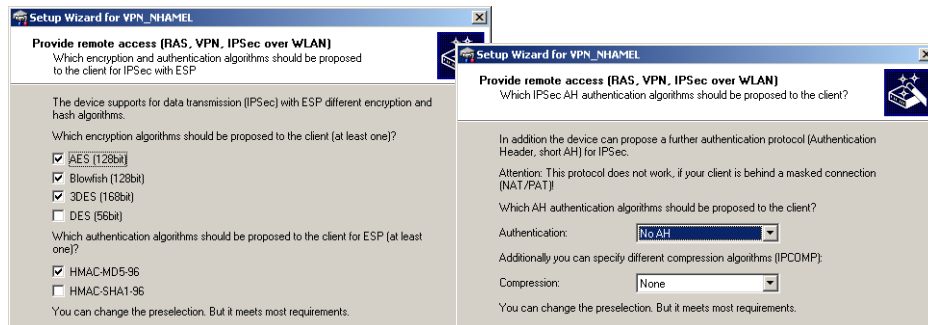 Setup Wizard for VPN_NHAMEL
Provide remote access (RAS, VPN, IPSec over WLAN)
Which encryption and authentication algorithms should be proposed
to the client for IPSec with ESP
The device supports for data transmission (IPSec) with ESP different encryption and
hash algorithms.
Which encryption algorithms should be proposed to the client (at least one)?
AES (128bit)
Blowfish (128bit)
3DES (168bit)
DES (56bit)
Which authentication algorithms should be proposed to the client for ESP (at least
one)?
HMAC-MD5-96
HMAC-SHA1-96
You can change the preselection. But it meets most requirements.
Setup Wizard for VPN_NHAMEL
Provide remote access (RAS, VPN, IPSec over WLAN)
Which IPSec AH authentication algorithms should be proposed to the client?
In addition the device can propose a further authentication protocol (Authentication
Header, short AH) for IPSec.
Attention: This protocol does not work, if your client is behind a masked connection
(NAT/PAT)!
Which AH authentication algorithms should be proposed to the client?
Authentication: No AH
Additionally you can specify different compression algorithms (IPCOMP):
Compression: None
You can change the preselection. But it meets most requirements.